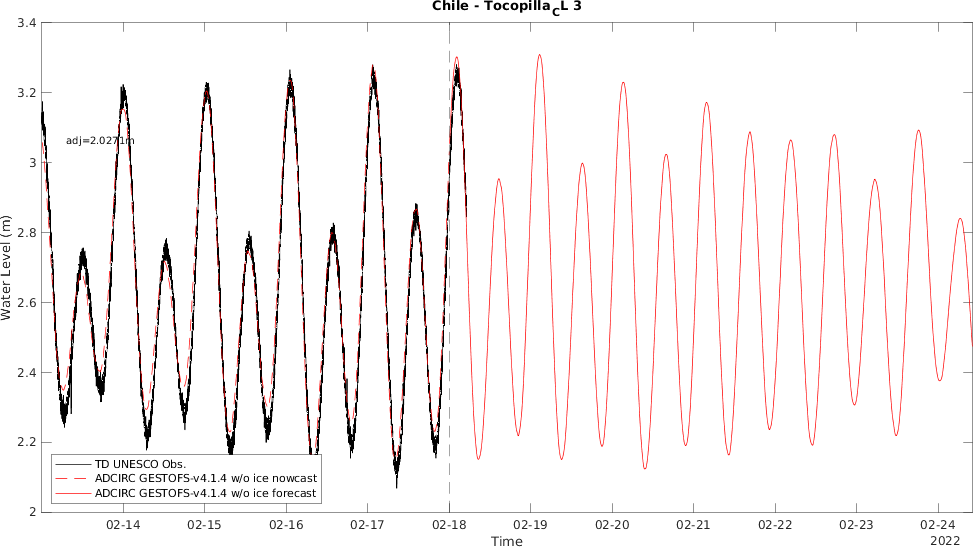 Chile - Tocopilla_CL 3
3.4
3.2
3
2.8
2.6
2.4
2.2
2
Water Level (m)
adj=2.0271m
TD UNESCO Obs.
ADCIRC GESTOFS-v4.1.4 w/o ice nowcast
ADCIRC GESTOFS-v4.1.4 w/o ice forecast
02-14
02-15
02-16
02-17
02-18
02-19
02-20
02-21
02-22
02-23
02-24
Time
2022